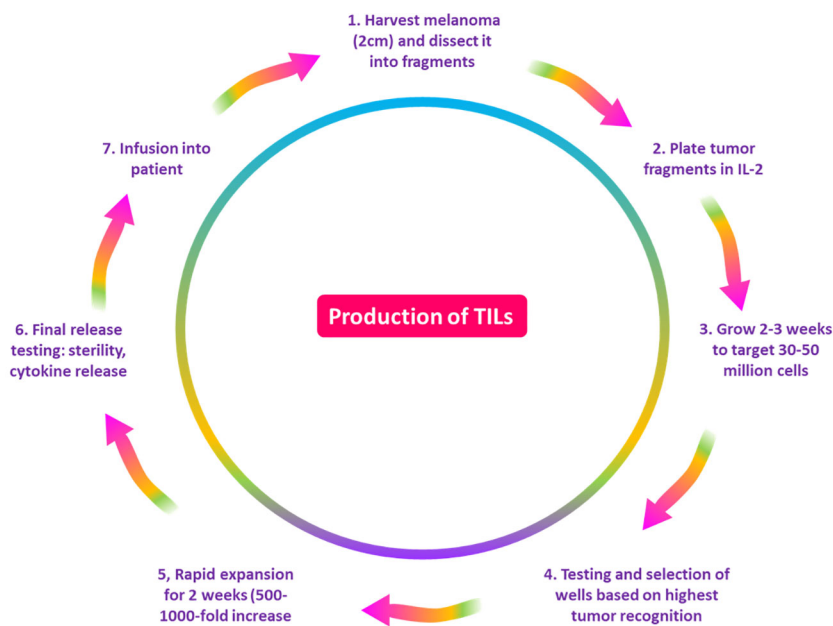 1. Harvest melanoma
(2cm) and dissect it
into fragments
2. Plate tumor
fragments in IL-2
3. Grow 2-3 weeks
to target 30-50
million cells
4. Testing and selection of
wells based on highest
tumor recognition
5, Rapid expansion
for 2 weeks (500-
1000-fold increase
6. Final release
testing: sterility,
cytokine release
7. Infusion into
patient
Production of TILs